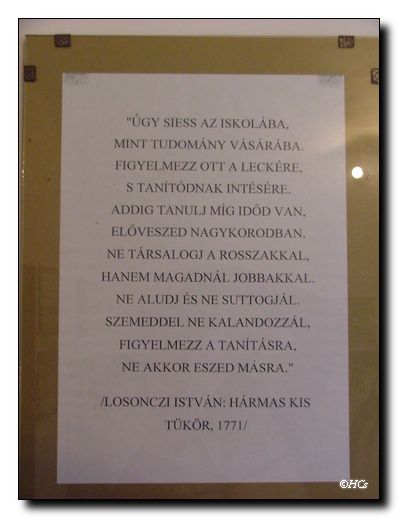 "ÚGY SIESS AZ ISKOLÁBA,
MINT TUDOMÁNY VÁSÁRÁBA.
FIGYELMEZZ OTT A LECKÉRE,
S TANÍTÓDNAK INTÉSÉRE.
ADDIG TANULJ MÍG IDŐD VAN,
ELŐVESZED NAGYKORODBAN.
NE TÁRSALOGJ A ROSSZAKKAL,
HANEM MAGADNÁL JOBBAKKAL.
NE ALUDJ ÉS NE SUTTOGJÁL.
SZEMEDDEL NE KALANDOZZÁL,
FIGYELMEZZ A TANÍTÁSRA,
NE AKKOR ESZED MÁSRA."
/LOSONCZI ISTVÁN: HÁRMAS KIS
TÜKÖR, 1771/
©HCs